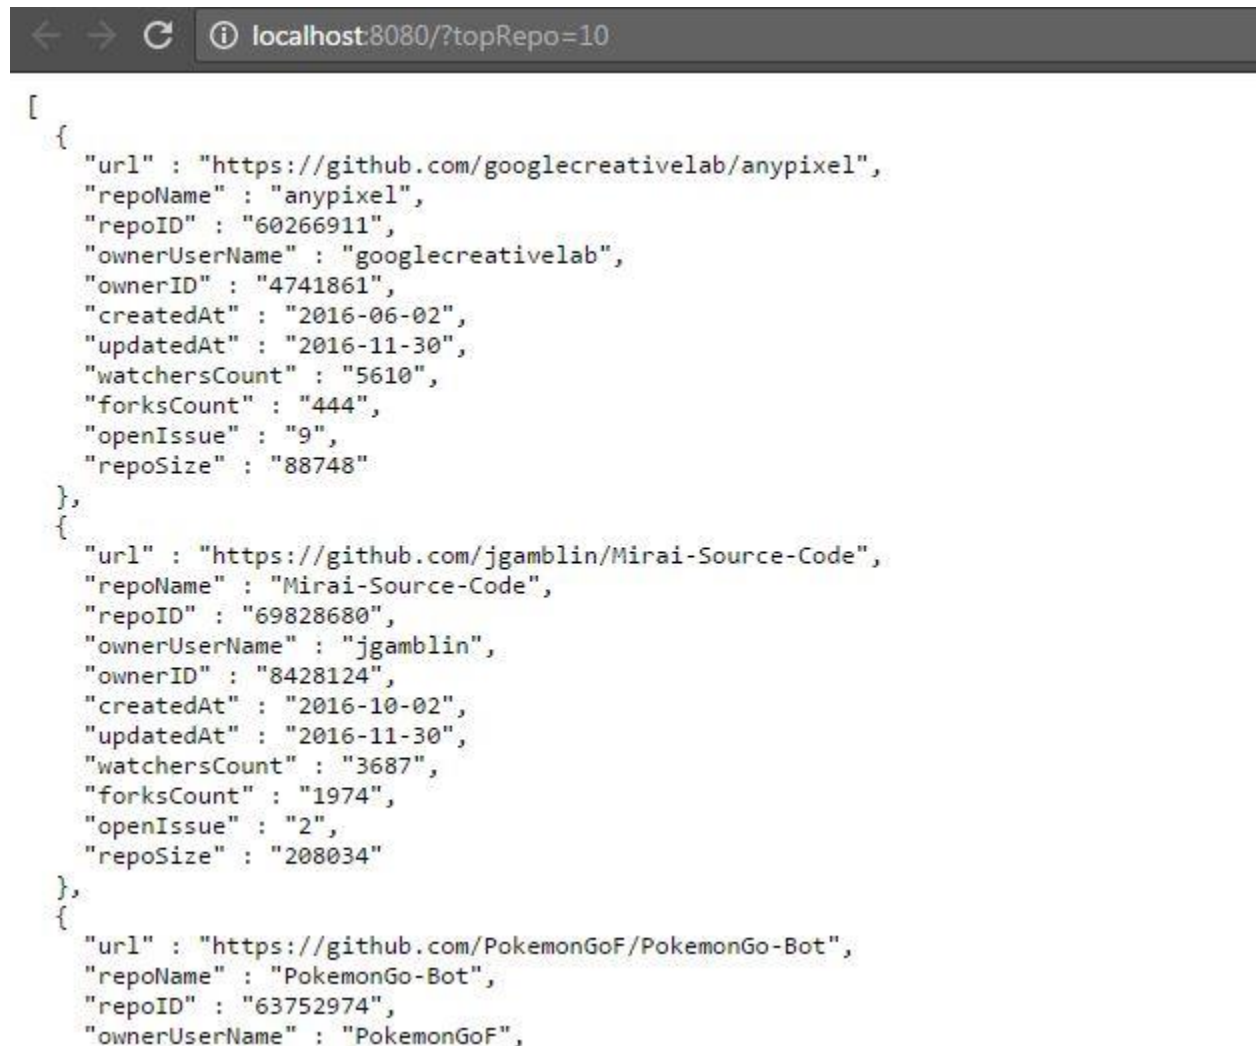 localhost:8080/?topRepo=10
[
  {
    "url" : "https://github.com/googlecreativelab/anypixel",
    "repoName" : "anypixel",
    "repoID" : "60266911",
    "ownerUserName" : "googlecreativelab",
    "ownerID" : "4741861",
    "createdAt" : "2016-06-02",
    "updatedAt" : "2016-11-30",
    "watchersCount" : "5610",
    "forksCount" : "444",
    "openIssue" : "9",
    "repoSize" : "88748"
  },
  {
    "url" : "https://github.com/jgamblin/Mirai-Source-Code",
    "repoName" : "Mirai-Source-Code",
    "repoID" : "69828680",
    "ownerUserName" : "jgamblin",
    "ownerID" : "8428124",
    "createdAt" : "2016-10-02",
    "updatedAt" : "2016-11-30",
    "watchersCount" : "3687",
    "forksCount" : "1974",
    "openIssue" : "2",
    "repoSize" : "208034"
  },
  {
    "url" : "https://github.com/PokemonGoF/PokemonGo-Bot",
    "repoName" : "PokemonGo-Bot",
    "repoID" : "63752974",
    "ownerUserName" : "PokemonGoF",